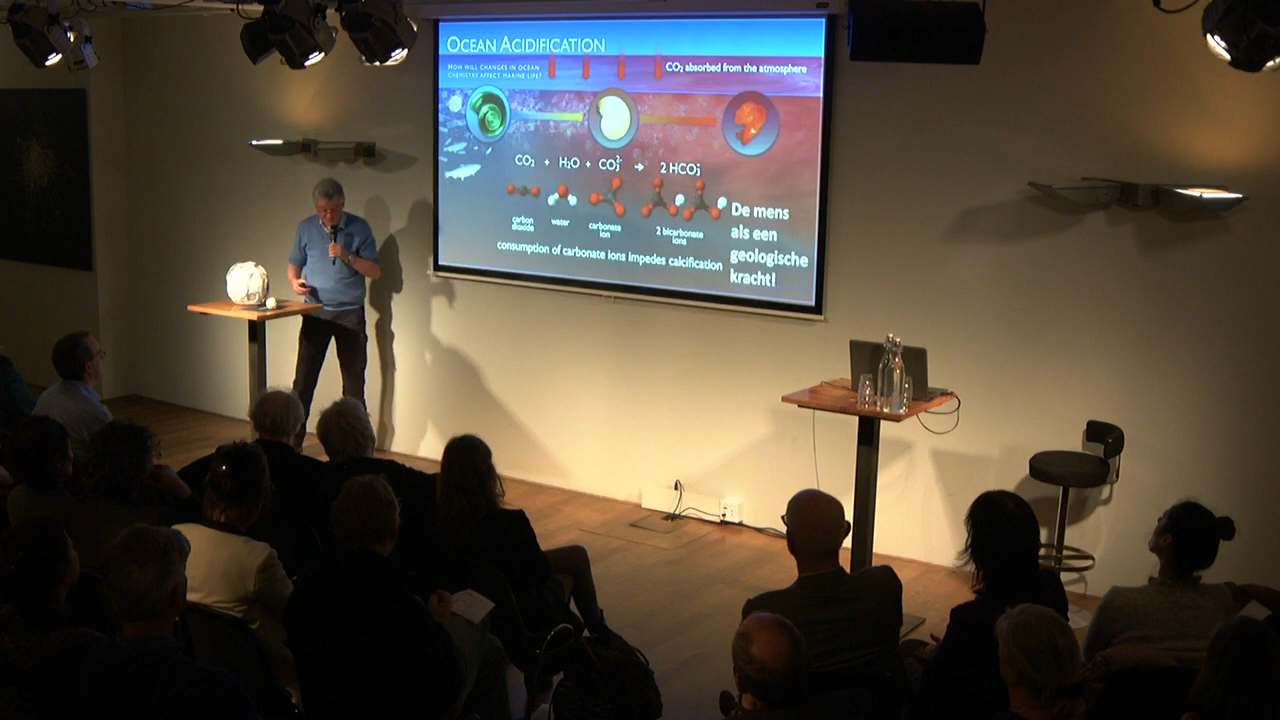 OCEAN ACIDIFICATION
HOW WILL CHANGES IN OCEAN
CHEMISTRY AFFECT MARINE LIFE?
CO₂ absorbed from the atmosphere
CO₂ + H₂O + CO₃²⁻ → 2 HCO₃⁻
carbon
dioxide
water
carbonate
ion
2 bicarbonate
ions
consumption of carbonate ions impedes calcification
De mens
als een
geologische
kracht!